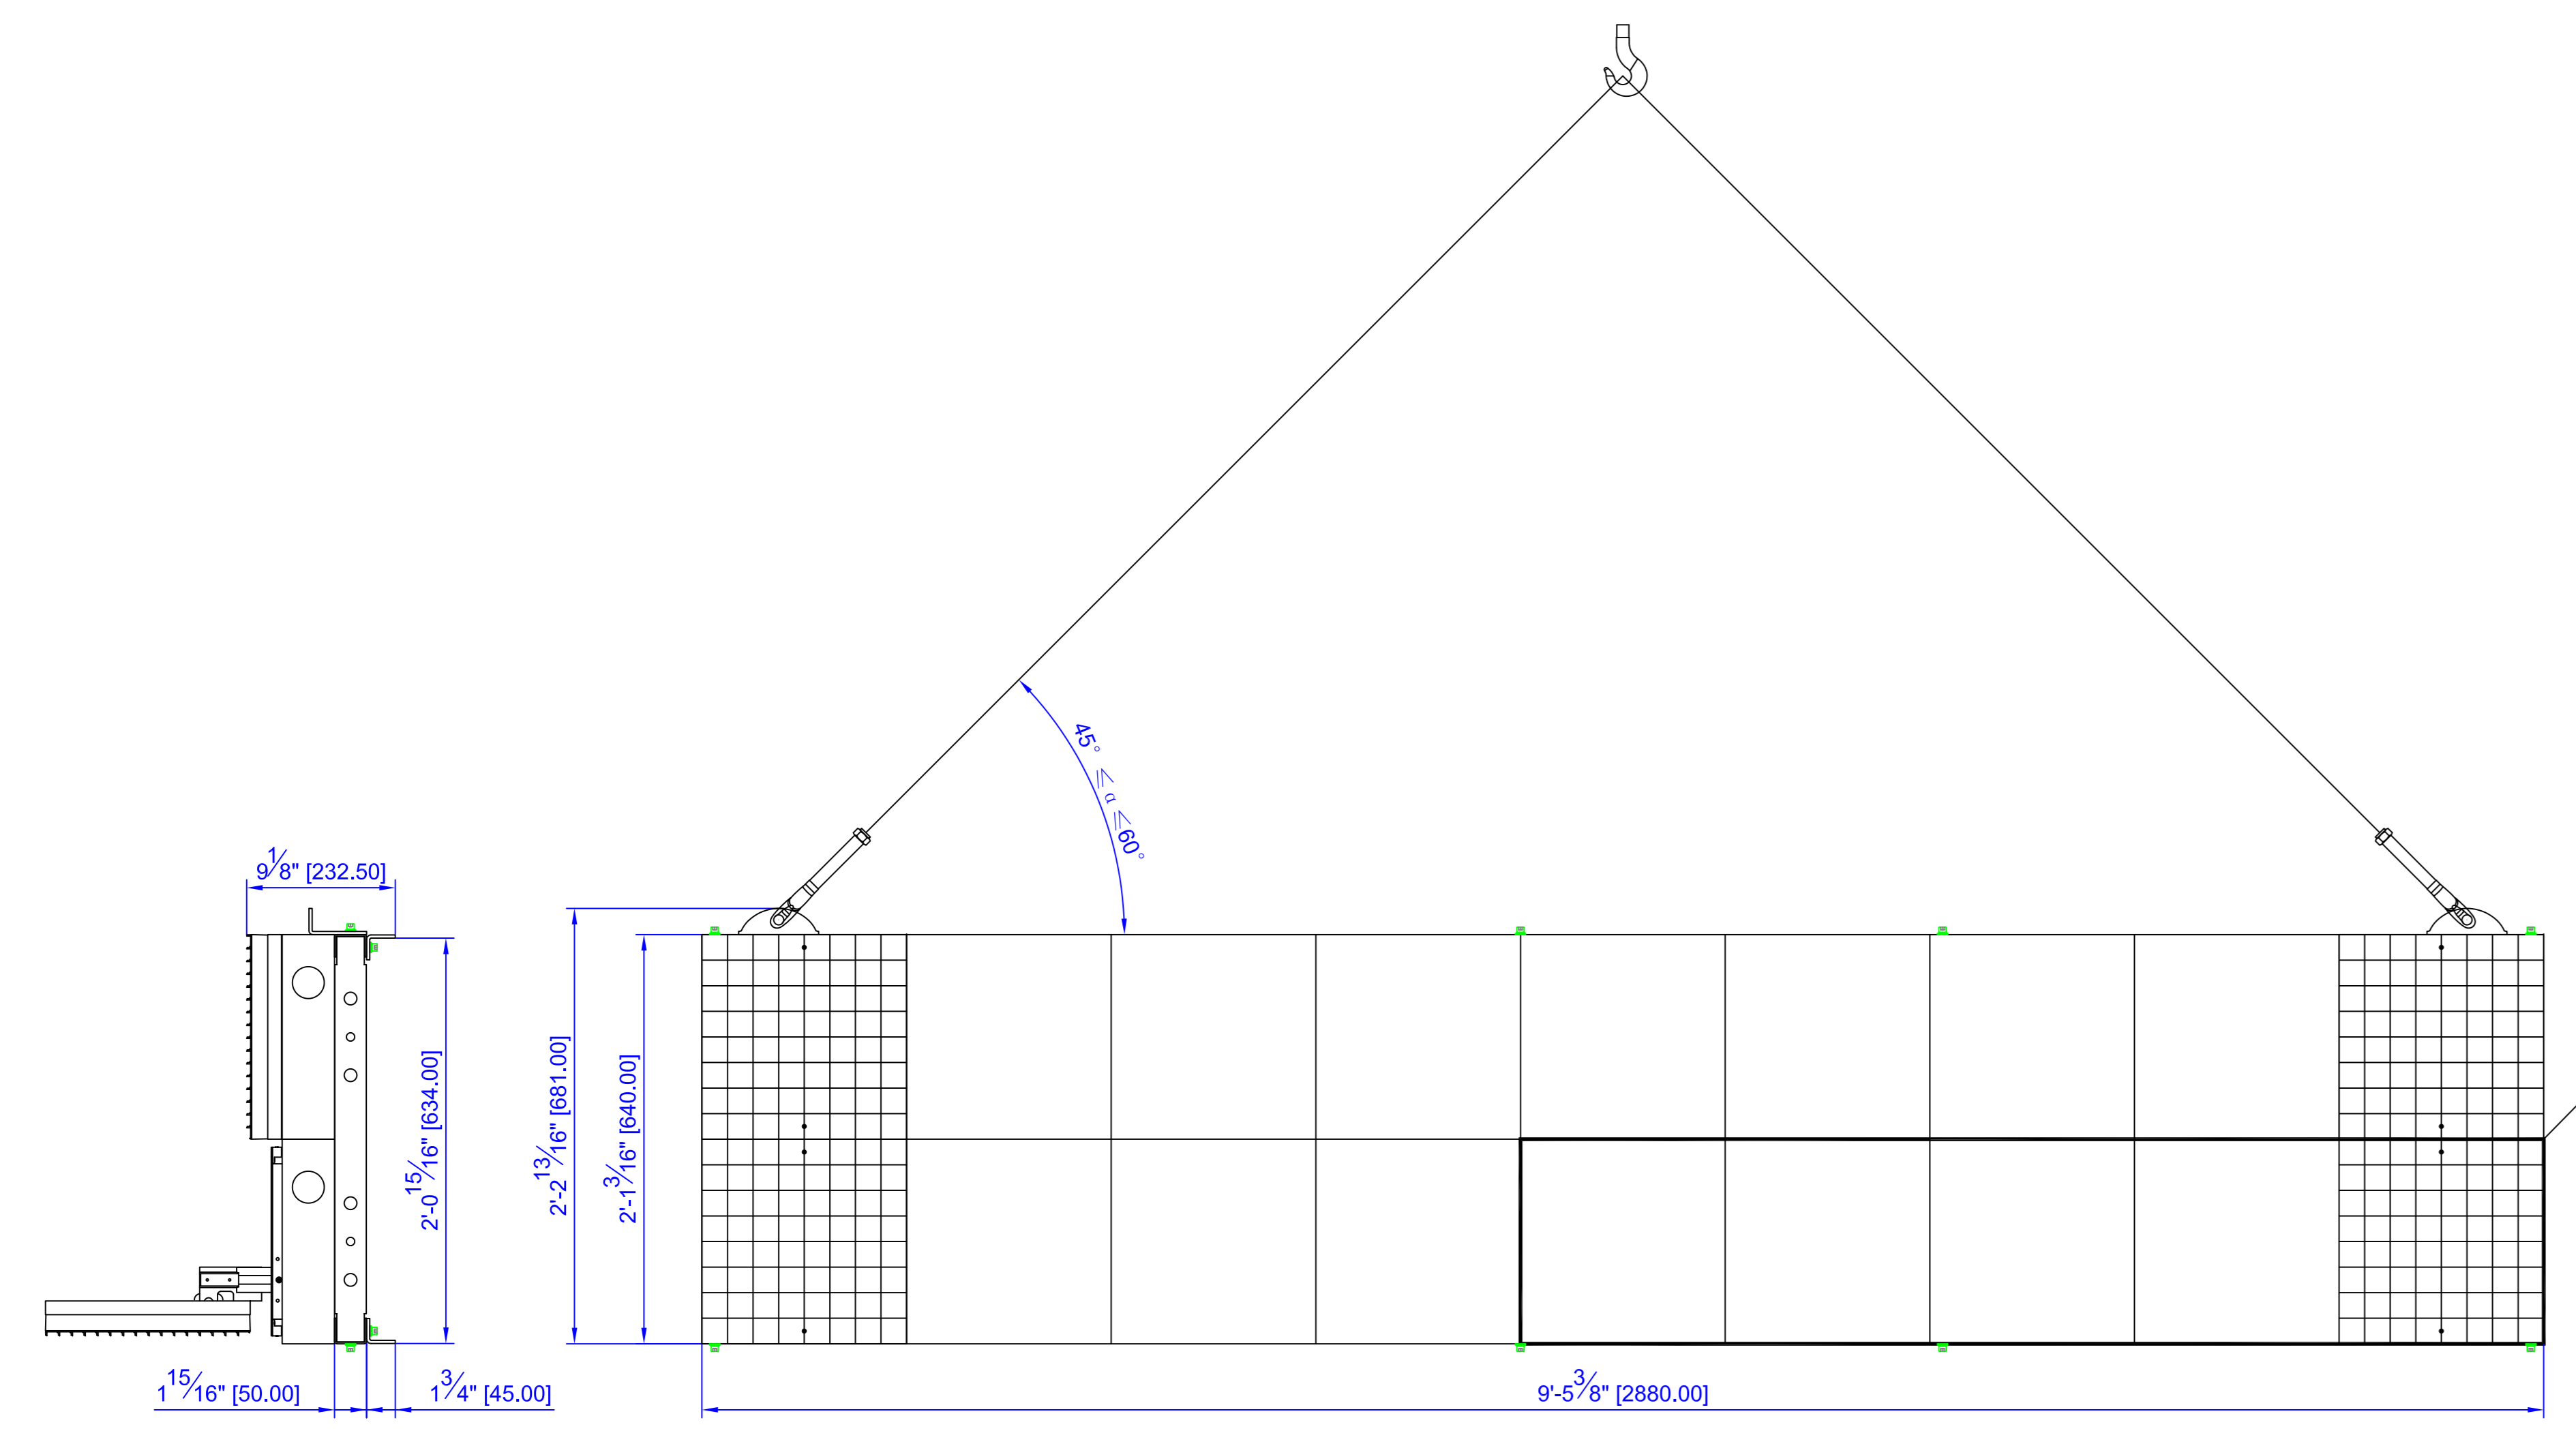 45° ≤ α ≤60°
9 1/8" [232.50]
2'-0 15/16" [634.00]
2'-2 13/16" [681.00]
2'-1 3/16" [640.00]
1 15/16" [50.00]
1 3/4" [45.00]
9'-5 3/8" [2880.00]